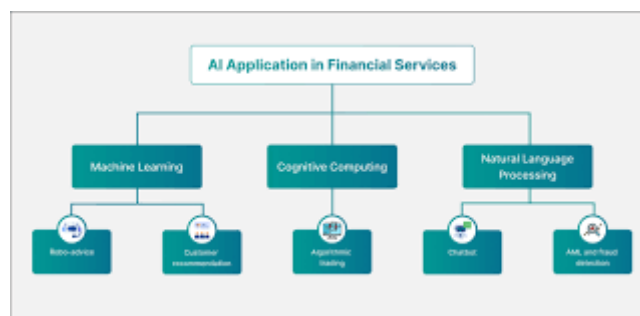 AI Application in Financial Services
Machine Learning
Cognitive Computing
Natural Language
Processing
Robo-advice
Customer
recommendation
Algorithmic
trading
Chatbot
AML and fraud
detection